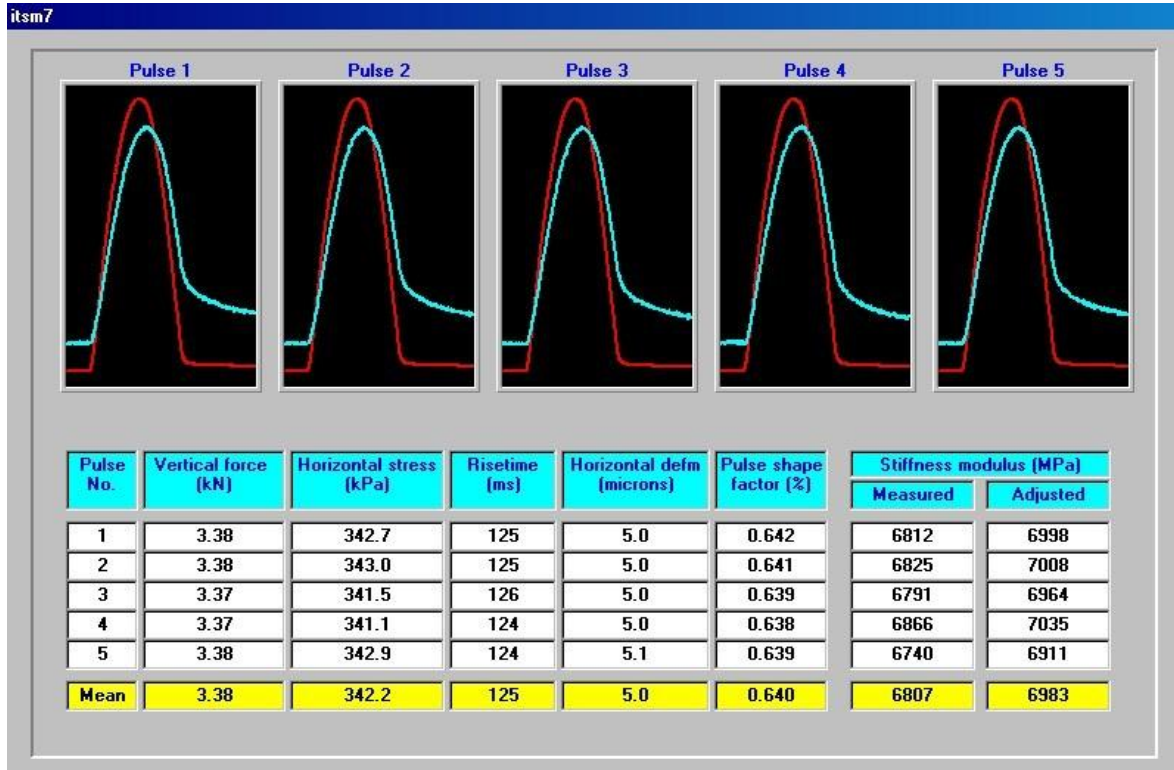 itsm7
Pulse 1 Pulse 2 Pulse 3 Pulse 4 Pulse 5
Pulse No. Vertical force (kN) Horizontal stress (kPa) Risetime (ms) Horizontal defm (microns) Pulse shape factor (%) Stiffness modulus (MPa)
Measured Adjusted
1 3.38 342.7 125 5.0 0.642 6812 6998
2 3.38 343.0 125 5.0 0.641 6825 7008
3 3.37 341.5 126 5.0 0.639 6791 6964
4 3.37 341.1 124 5.0 0.638 6866 7035
5 3.38 342.9 124 5.1 0.639 6740 6911
Mean 3.38 342.2 125 5.0 0.640 6807 6983